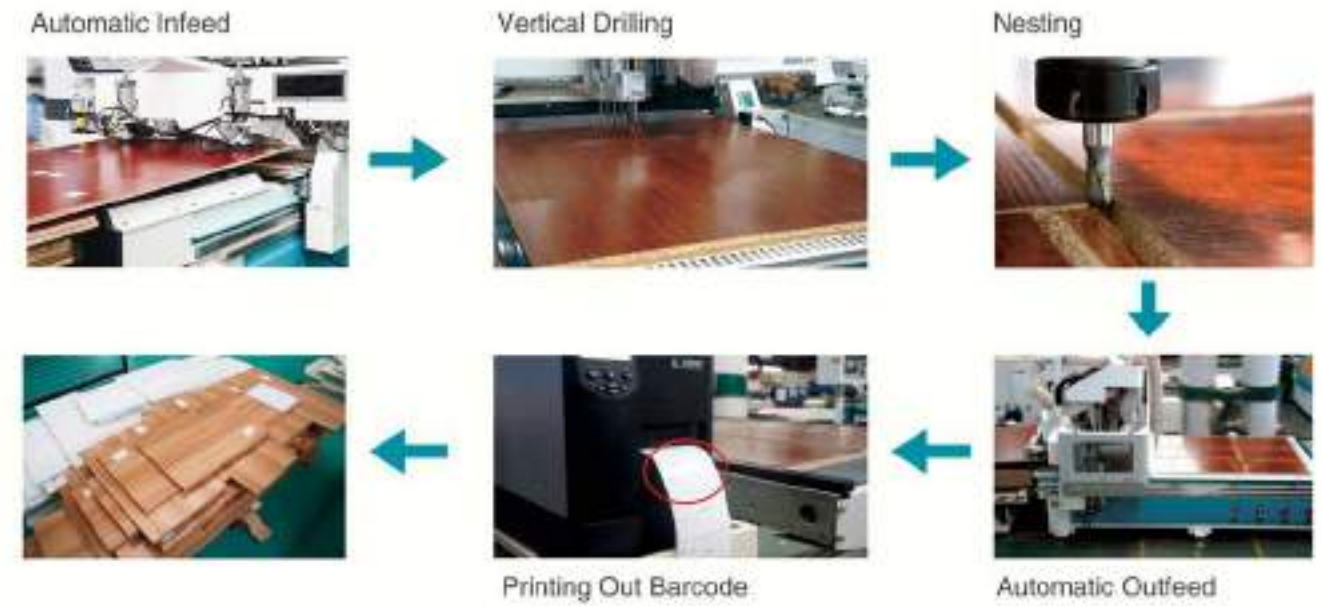 Automatic Infeed
Vertical Drilling
Nesting
Printing Out Barcode
Automatic Outfeed